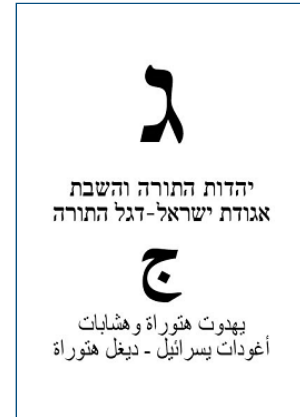 ג
יהדות התורה והשבת
אגודת ישראל-דגל התורה
ج
يهدوت هتوراة وهشابات
أغودات يسرائيل - ديغل هتوراة